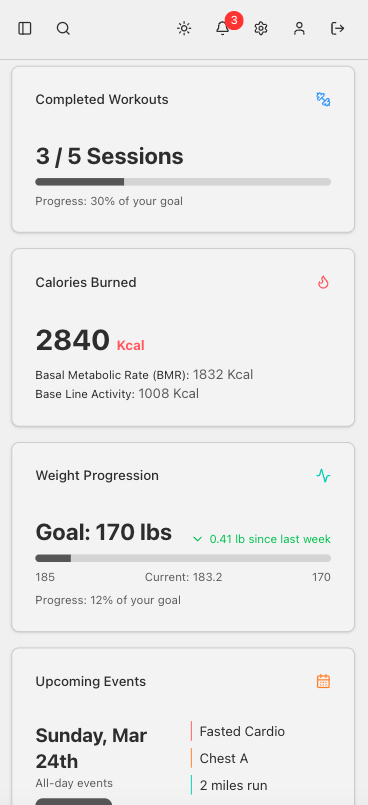 3
Completed Workouts
3 / 5 Sessions
Progress: 30% of your goal
Calories Burned
2840 Kcal
Basal Metabolic Rate (BMR): 1832 Kcal
Base Line Activity: 1008 Kcal
Weight Progression
Goal: 170 lbs 0.41 lb since last week
185 Current: 183.2 170
Progress: 12% of your goal
Upcoming Events
Sunday, Mar
24th
All-day events
Fasted Cardio
Chest A
2 miles run